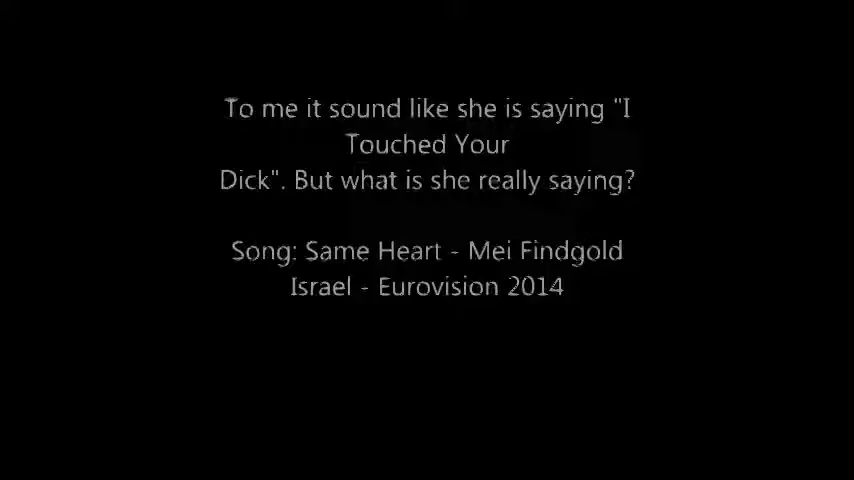 To me it sound like she is saying "I
Touched Your
Dick". But what is she really saying?
Song: Same Heart - Mei Findgold
Israel - Eurovision 2014